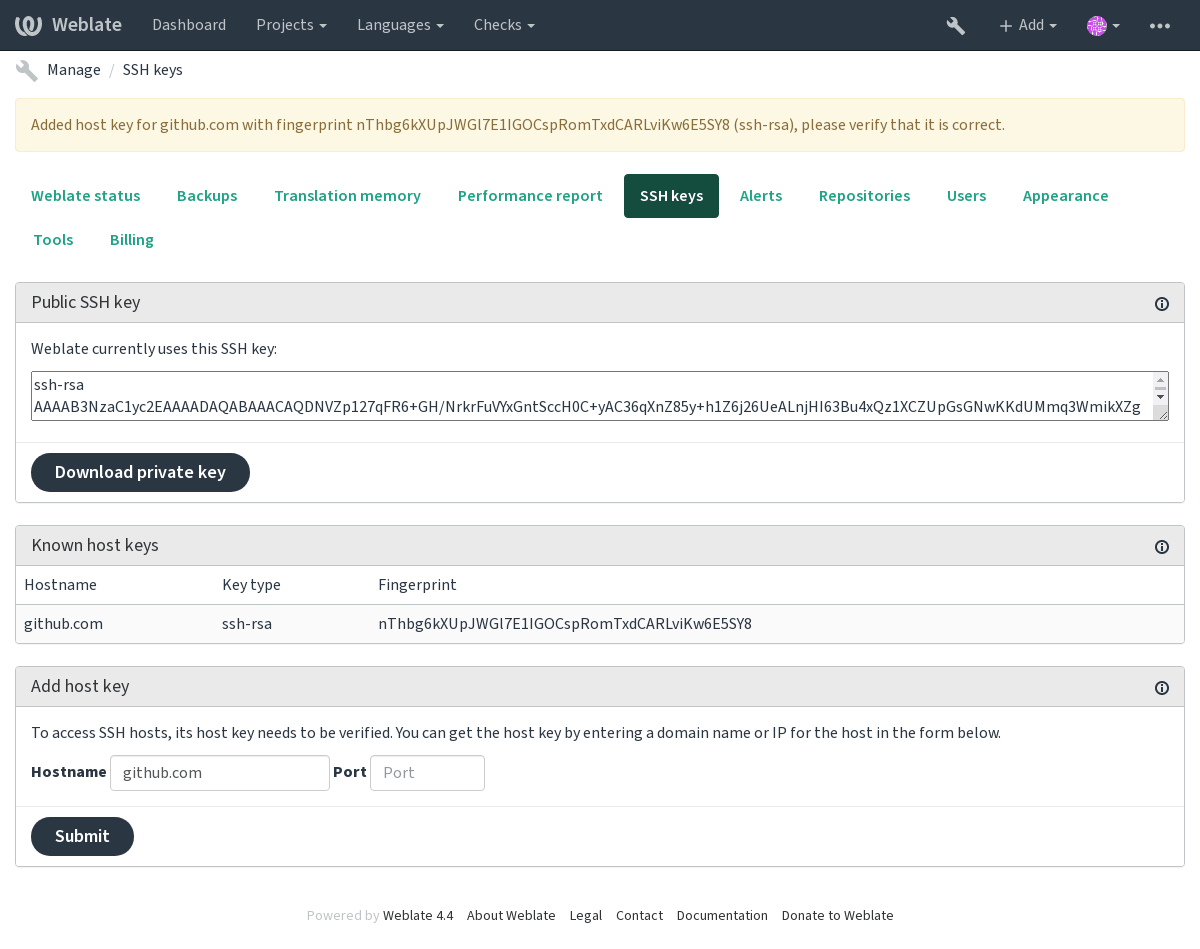 Weblate Dashboard Projects Languages Checks Add
Manage / SSH keys
Added host key for github.com with fingerprint nThbg6kXUpJWGl7E1IGOCspRomTxdCARLviKw6E5SY8 (ssh-rsa), please verify that it is correct.
Weblate status Backups Translation memory Performance report SSH keys Alerts Repositories Users Appearance
Tools Billing
Public SSH key
Weblate currently uses this SSH key:
ssh-rsa
AAAAB3NzaC1yc2EAAAADAQABAAACAQDNVZp127qFR6+GH/NrkrFuVYxGntSccH0C+yAC36qXnZ85y+h1Z6j26UeALnjHI63Bu4xQz1XCZUpGsGNwKKdUMmq3WmikXZg
Download private key
Known host keys
Hostname Key type Fingerprint
github.com ssh-rsa nThbg6kXUpJWGl7E1IGOCspRomTxdCARLviKw6E5SY8
Add host key
To access SSH hosts, its host key needs to be verified. You can get the host key by entering a domain name or IP for the host in the form below.
Hostname github.com Port Port
Submit
Powered by Weblate 4.4 About Weblate Legal Contact Documentation Donate to Weblate